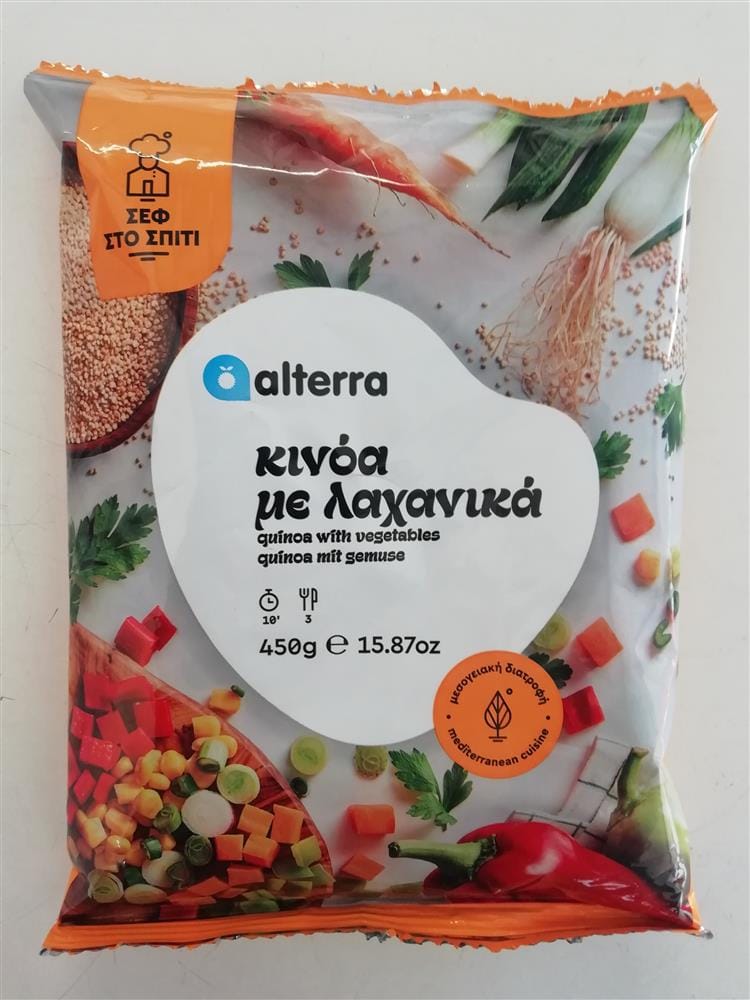 ΣΕΦ
ΣΤΟ ΣΠΙΤΙ
alterra
κινόα
με λαχανικά
quinoa with vegetables
quinoa mit gemuse
10' 3
450g ℮ 15.87oz
μεσογειακή διατροφή
mediterranean cuisine